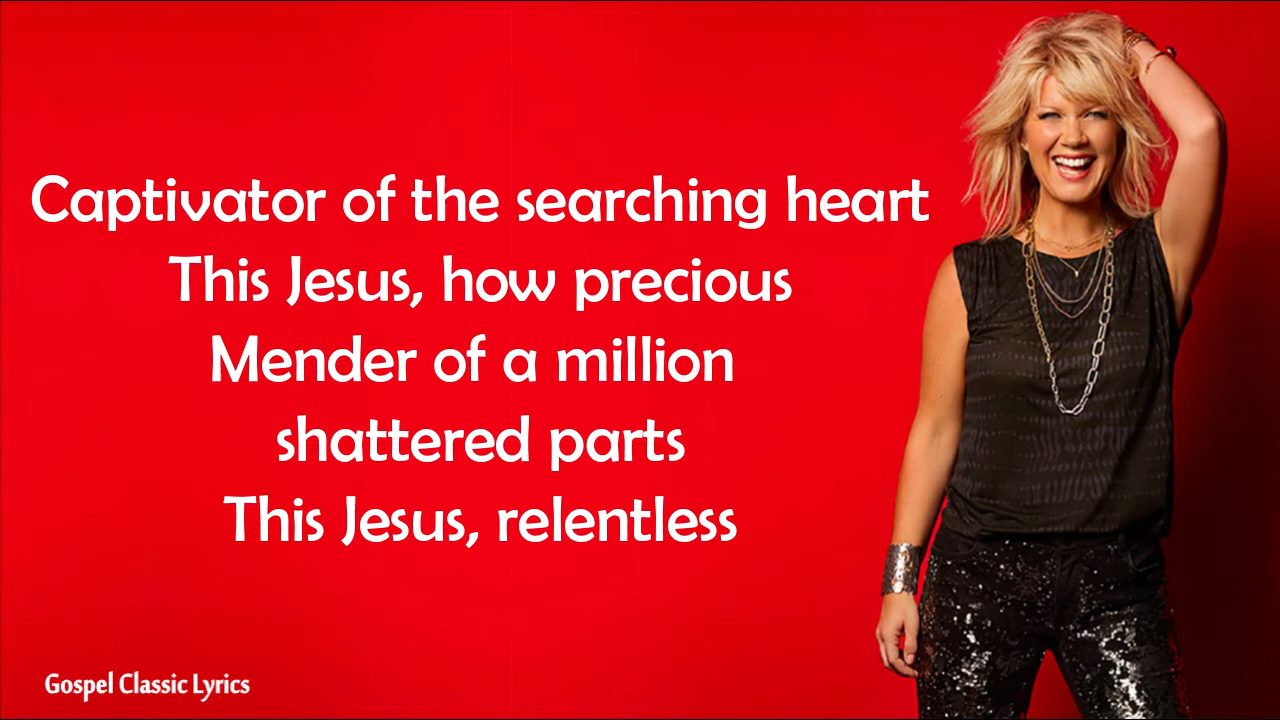 Captivator of the searching heart
This Jesus, how precious
Mender of a million
shattered parts
This Jesus, relentless
Gospel Classic Lyrics